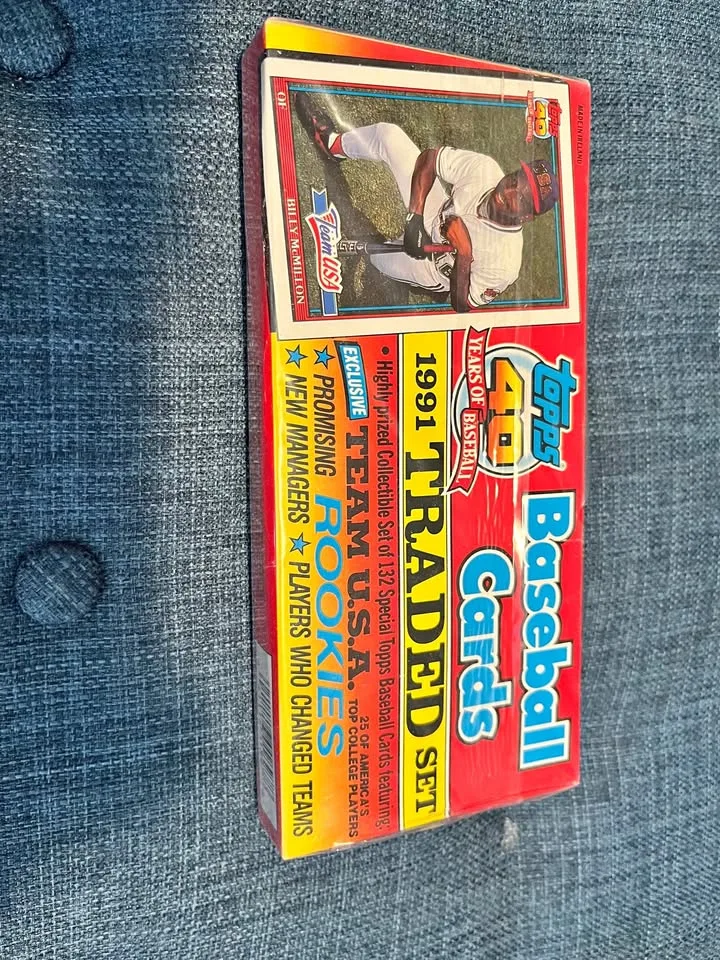 MADE IN IRELAND
topps
40
YEARS OF BASEBALL
Baseball
Cards
1991 TRADED SET
• Highly prized Collectible Set of 132 Special Topps Baseball Cards featuring:
EXCLUSIVE TEAM U.S.A. 25 OF AMERICA'S
TOP COLLEGE PLAYERS
★ PROMISING ROOKIES
★ NEW MANAGERS ★ PLAYERS WHO CHANGED TEAMS
topps
40
Team USA
OF
BILLY McMILLON